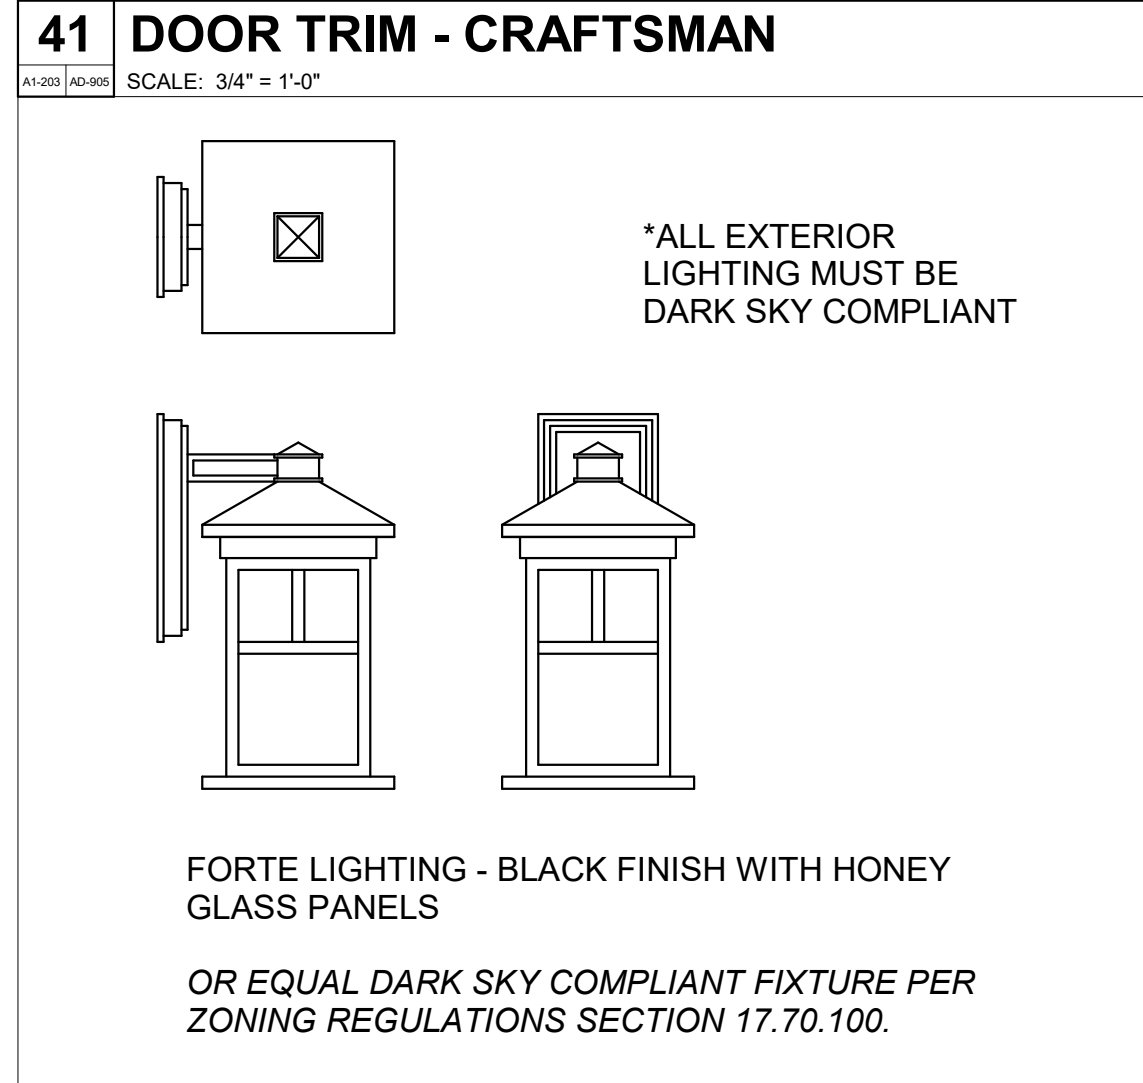 41 DOOR TRIM - CRAFTSMAN
A1-203 AD-905 SCALE: 3/4" = 1'-0"
*ALL EXTERIOR
LIGHTING MUST BE
DARK SKY COMPLIANT
FORTE LIGHTING - BLACK FINISH WITH HONEY
GLASS PANELS
OR EQUAL DARK SKY COMPLIANT FIXTURE PER
ZONING REGULATIONS SECTION 17.70.100.